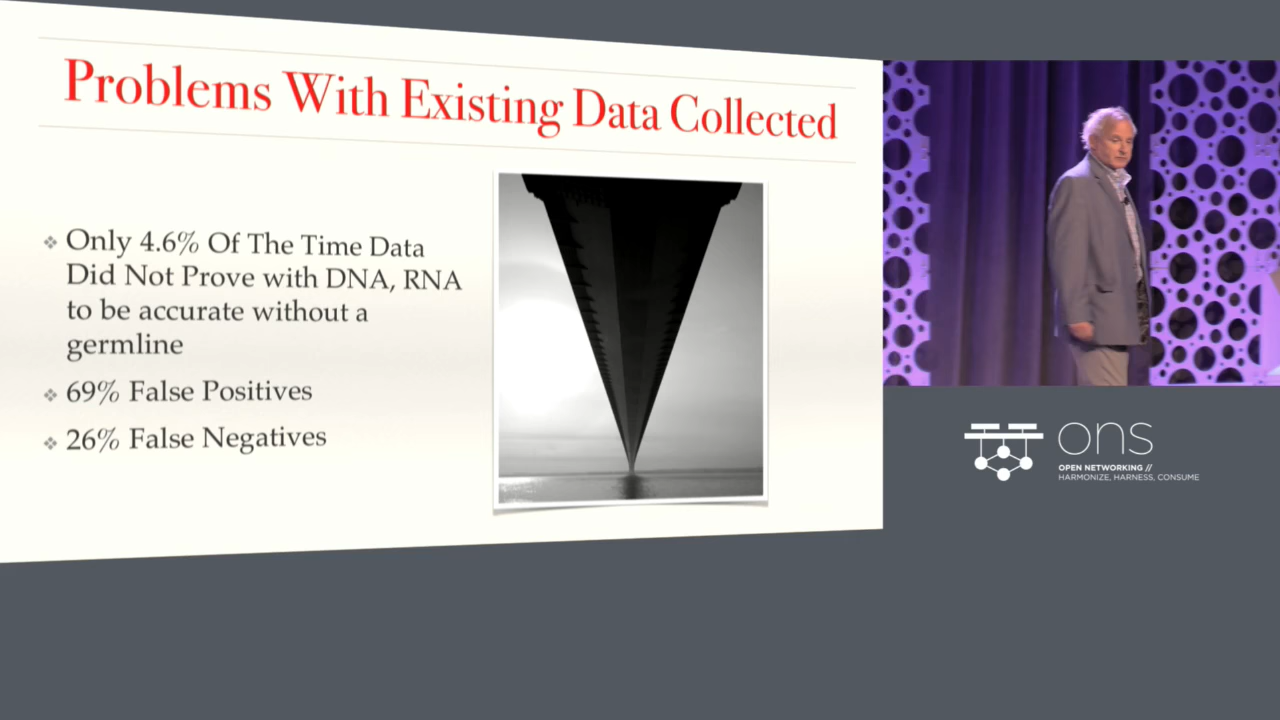 Problems With Existing Data Collected
Only 4.6% Of The Time Data
Did Not Prove with DNA, RNA
to be accurate without a
germline
69% False Positives
26% False Negatives
ons
OPEN NETWORKING //
HARMONIZE, HARNESS, CONSUME